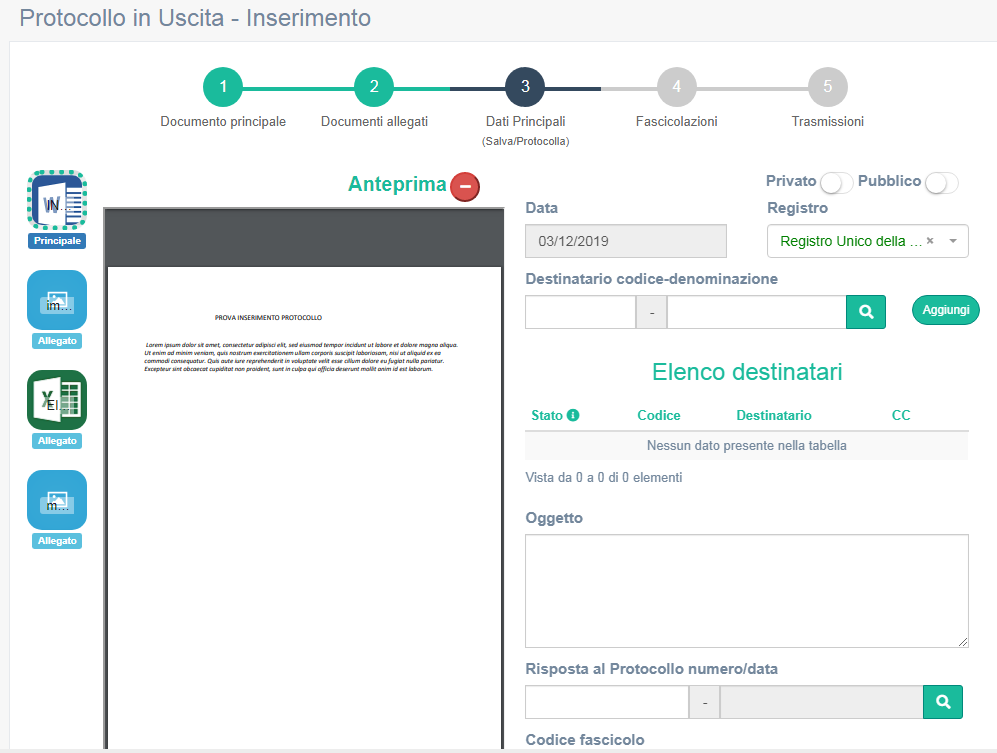 Protocollo in Uscita - Inserimento
1
2
3
4
5
Documento principale
Documenti allegati
Dati Principali
Fascicolazioni
Trasmissioni
(Salva/Protocolla)
IN...
Principale
im...
Allegato
El...
Allegato
m...
Allegato
Anteprima
PROVA INSERIMENTO PROTOCOLLO
Lorem ipsum dolor sit amet, consectetur adipisci elit, sed eiusmod tempor incidunt ut labore et dolore magna aliqua.
Ut enim ad minim veniam, quis nostrum exercitationem ullam corporis suscipit laboriosam, nisi ut aliquid ex ea
commodi consequatur. Quis aute iure reprehenderit in voluptate velit esse cillum dolore eu fugiat nulla pariatur.
Excepteur sint obcaecat cupiditat non proident, sunt in culpa qui officia deserunt mollit anim id est laborum.
Privato Pubblico
Data
Registro
03/12/2019
Registro Unico della ... ×
Destinatario codice-denominazione
-
Aggiungi
Elenco destinatari
Stato Codice Destinatario CC
Nessun dato presente nella tabella
Vista da 0 a 0 di 0 elementi
Oggetto
Risposta al Protocollo numero/data
-
Codice fascicolo